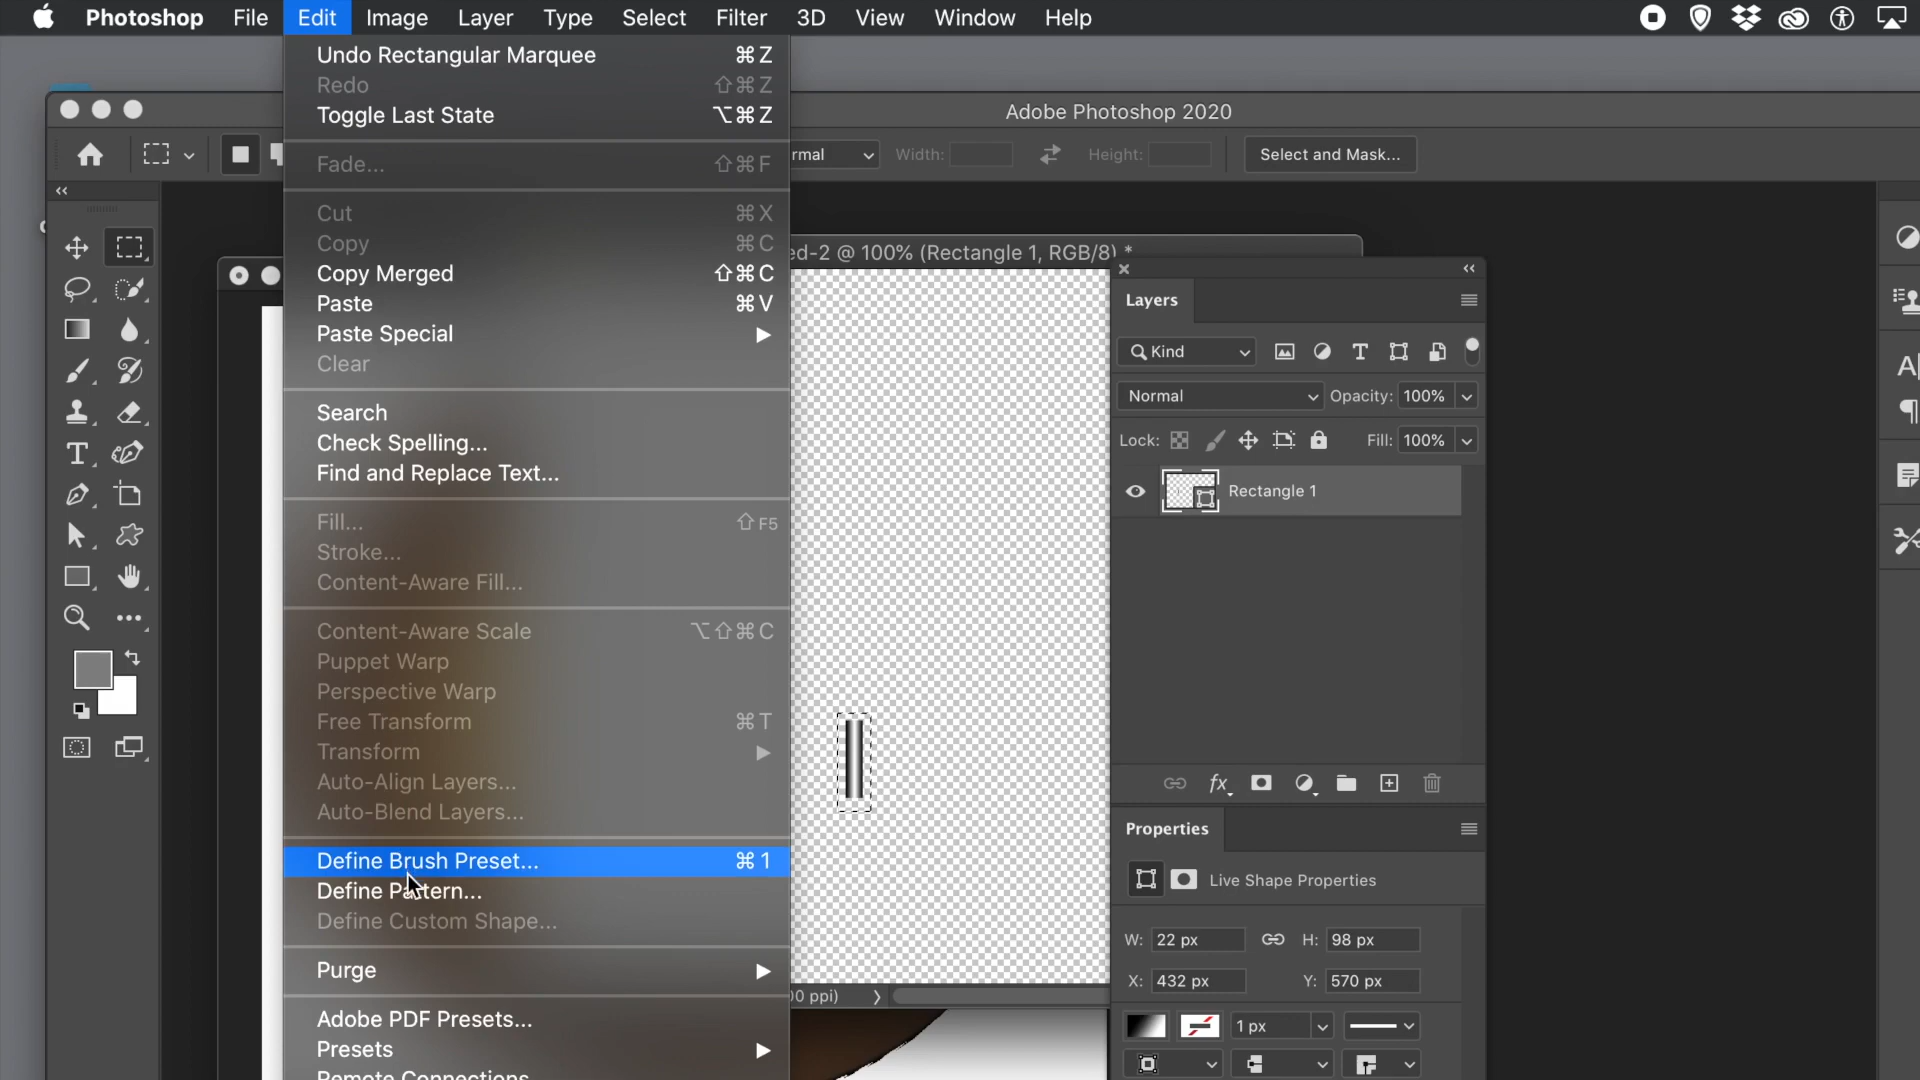 Photoshop File Edit Image Layer Type Select Filter 3D View Window Help
Undo Rectangular Marquee ⌘Z
Redo ⇧⌘Z
Toggle Last State ⌥⌘Z
Adobe Photoshop 2020
Fade... ⇧⌘F
rmal Width: Height: Select and Mask...
Cut ⌘X
Copy ⌘C
Copy Merged ⇧⌘C
Paste ⌘V
Paste Special
Clear
Search
Check Spelling...
Find and Replace Text...
Fill... ⇧F5
Stroke...
Content-Aware Fill...
Content-Aware Scale ⌥⇧⌘C
Puppet Warp
Perspective Warp
Free Transform ⌘T
Transform
Auto-Align Layers...
Auto-Blend Layers...
Define Brush Preset... ⌘1
Define Pattern...
Define Custom Shape...
Purge
Adobe PDF Presets...
Presets
Remote Connections
ed-2 @ 100% (Rectangle 1, RGB/8) *
00 ppi)
Layers
Kind
Normal Opacity: 100%
Lock: Fill: 100%
Rectangle 1
fx
Properties
Live Shape Properties
W: 22 px H: 98 px
X: 432 px Y: 570 px
1 px